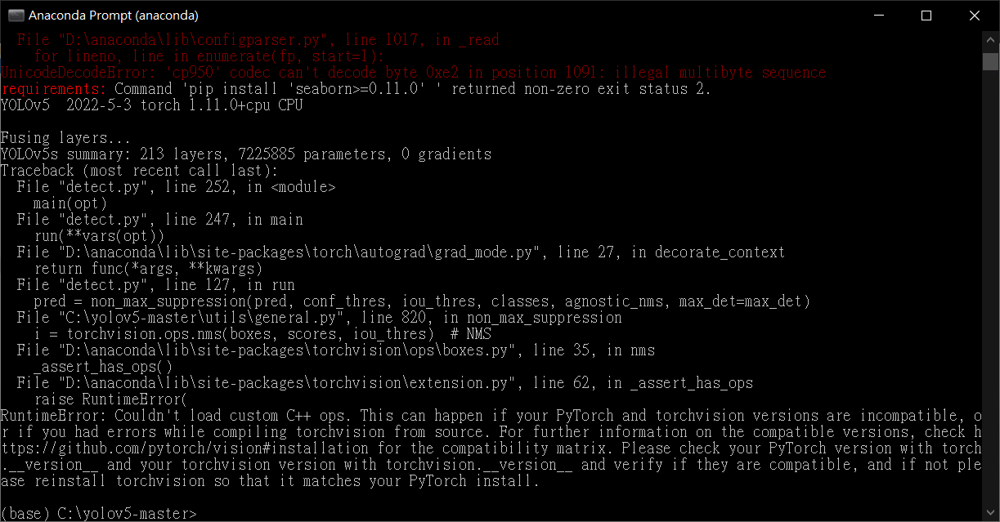 Anaconda Prompt (anaconda)
File "D:\anaconda\lib\configparser.py", line 1017, in _read
for lineno, line in enumerate(fp, start=1):
UnicodeDecodeError: 'cp950' codec can't decode byte 0xe2 in position 1091: illegal multibyte sequence
requirements: Command 'pip install 'seaborn>=0.11.0' ' returned non-zero exit status 2.
YOLOv5  2022-5-3 torch 1.11.0+cpu CPU
Fusing layers...
YOLOv5s summary: 213 layers, 7225885 parameters, 0 gradients
Traceback (most recent call last):
File "detect.py", line 252, in <module>
main(opt)
File "detect.py", line 247, in main
run(**vars(opt))
File "D:\anaconda\lib\site-packages\torch\autograd\grad_mode.py", line 27, in decorate_context
return func(*args, **kwargs)
File "detect.py", line 127, in run
pred = non_max_suppression(pred, conf_thres, iou_thres, classes, agnostic_nms, max_det=max_det)
File "C:\yolov5-master\utils\general.py", line 820, in non_max_suppression
i = torchvision.ops.nms(boxes, scores, iou_thres)  # NMS
File "D:\anaconda\lib\site-packages\torchvision\ops\boxes.py", line 35, in nms
_assert_has_ops()
File "D:\anaconda\lib\site-packages\torchvision\extension.py", line 62, in _assert_has_ops
raise RuntimeError(
RuntimeError: Couldn't load custom C++ ops. This can happen if your PyTorch and torchvision versions are incompatible, o
r if you had errors while compiling torchvision from source. For further information on the compatible versions, check h
ttps://github.com/pytorch/vision#installation for the compatibility matrix. Please check your PyTorch version with torch
.__version__ and your torchvision version with torchvision.__version__ and verify if they are compatible, and if not ple
ase reinstall torchvision so that it matches your PyTorch install.
(base) C:\yolov5-master>